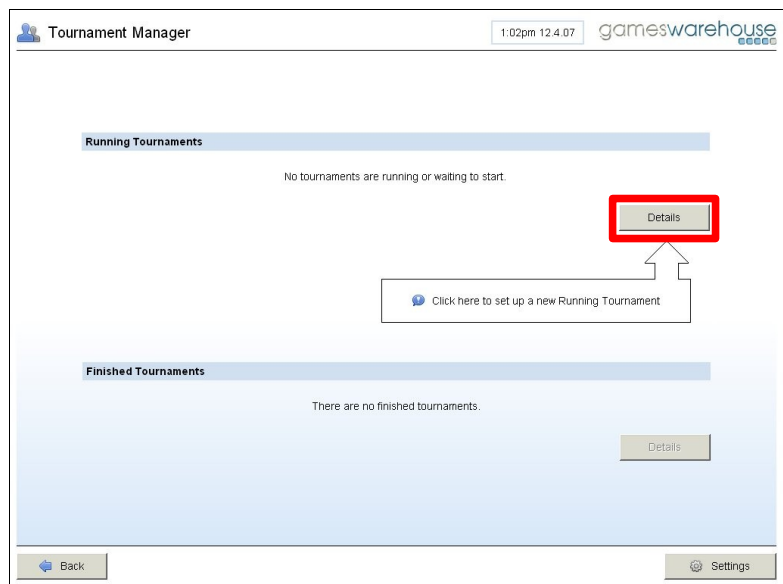 Tournament Manager
1:02pm 12.4.07
gameswarehouse
Running Tournaments
No tournaments are running or waiting to start.
Details
Click here to set up a new Running Tournament
Finished Tournaments
There are no finished tournaments.
Details
Back
Settings